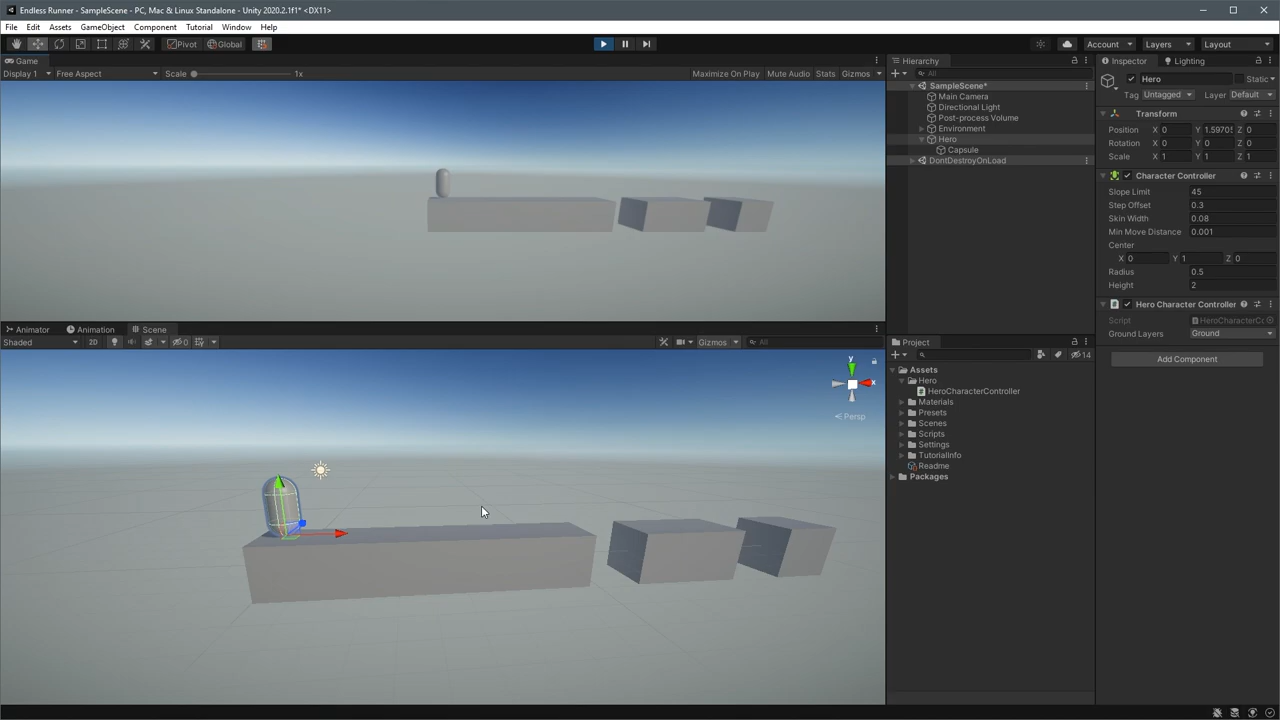 Endless Runner - SampleScene - PC, Mac & Linux Standalone - Unity 2020.2.1f1* <DX11>
File Edit Assets GameObject Component Tutorial Window Help
Pivot Global Account Layers Layout
Game
Display 1 Free Aspect Scale 1x Maximize On Play Mute Audio Stats Gizmos
Animator Animation Scene
Shaded 2D 0 Gizmos All
y
x
Persp
Hierarchy
All
SampleScene*
Main Camera
Directional Light
Post-process Volume
Environment
Hero
Capsule
DontDestroyOnLoad
Project
14
Assets
Hero
HeroCharacterController
Materials
Presets
Scenes
Scripts
Settings
TutorialInfo
Readme
Packages
Inspector Lighting
Hero Static
Tag Untagged Layer Default
Transform
Position X 0 Y 1.5970 Z 0
Rotation X 0 Y 0 Z 0
Scale X 1 Y 1 Z 1
Character Controller
Slope Limit 45
Step Offset 0.3
Skin Width 0.08
Min Move Distance 0.001
Center
X 0 Y 1 Z 0
Radius 0.5
Height 2
Hero Character Controller
Script HeroCharacterCo
Ground Layers Ground
Add Component